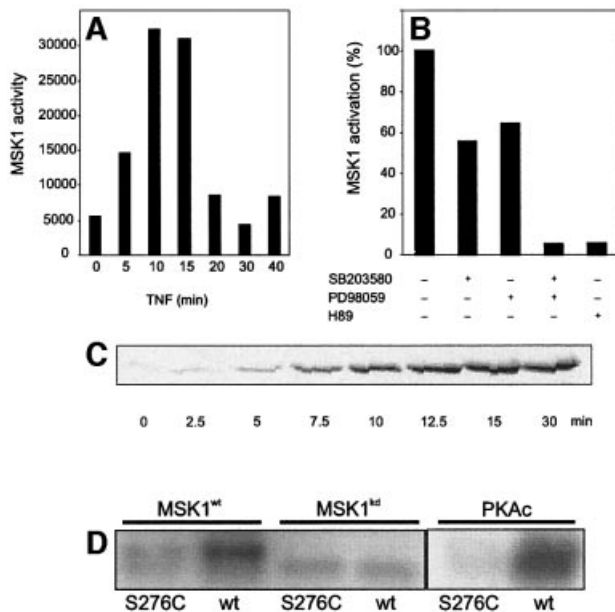 A
MSK1 activity
30000
25000
20000
15000
10000
5000
0
0 5 10 15 20 30 40
TNF (min)
B
MSK1 activation (%)
100
80
60
40
20
0
SB203580 – + – + –
PD98059 – – + + –
H89 – – – – +
C
0 2.5 5 7.5 10 12.5 15 30 min
MSK1wt MSK1kd PKAc
D
S276C wt S276C wt S276C wt